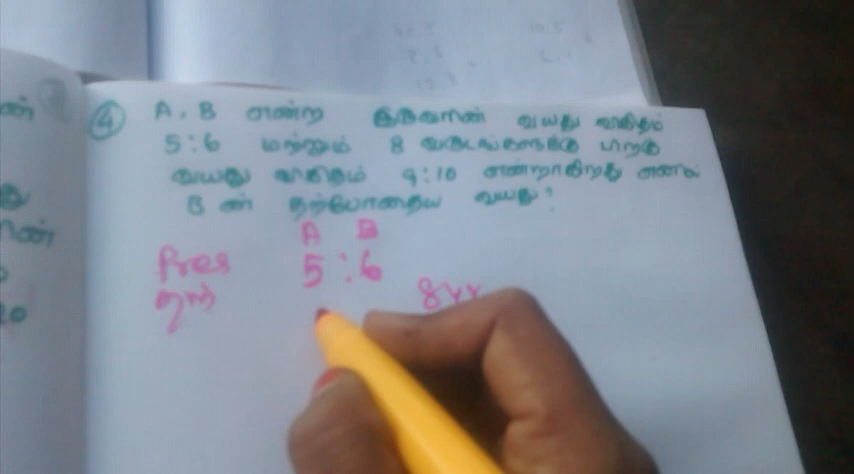 ④ A, B என்ற இருவரின் வயது விகிதம்
5:6 மற்றும் 8 வருடங்களுக்கு பிறகு
வயது விகிதம் 9:10 என்றாகிறது எனில்
B ன் தற்போதைய வயது?
A B
Pres 5 : 6
தற்